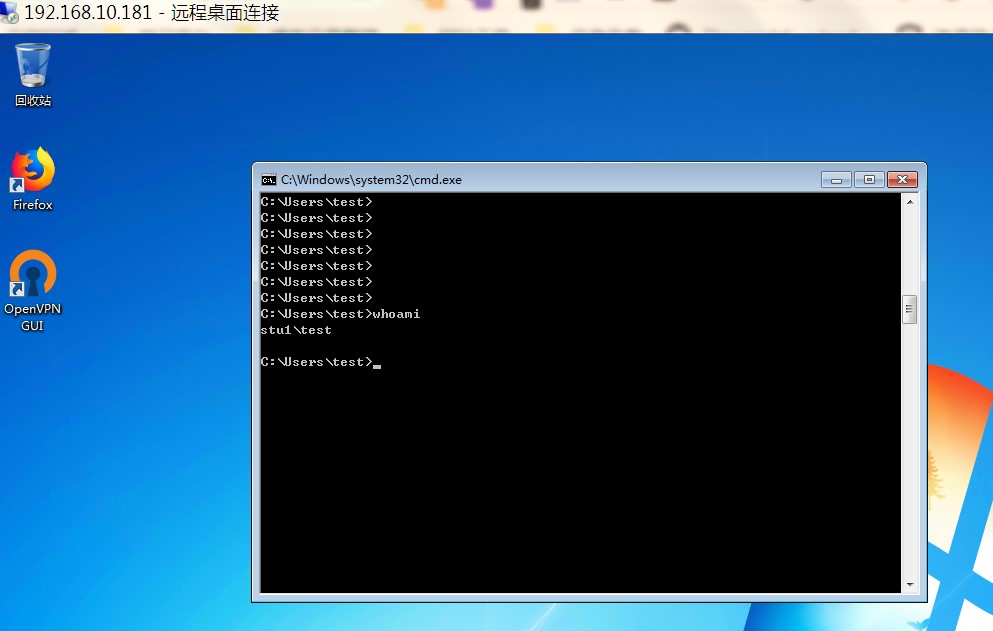 192.168.10.181 - 远程桌面连接
回收站
Firefox
OpenVPN
GUI
C:\Windows\system32\cmd.exe
C:\Users\test>
C:\Users\test>
C:\Users\test>
C:\Users\test>
C:\Users\test>
C:\Users\test>
C:\Users\test>
C:\Users\test>whoami
stu1\test
C:\Users\test>